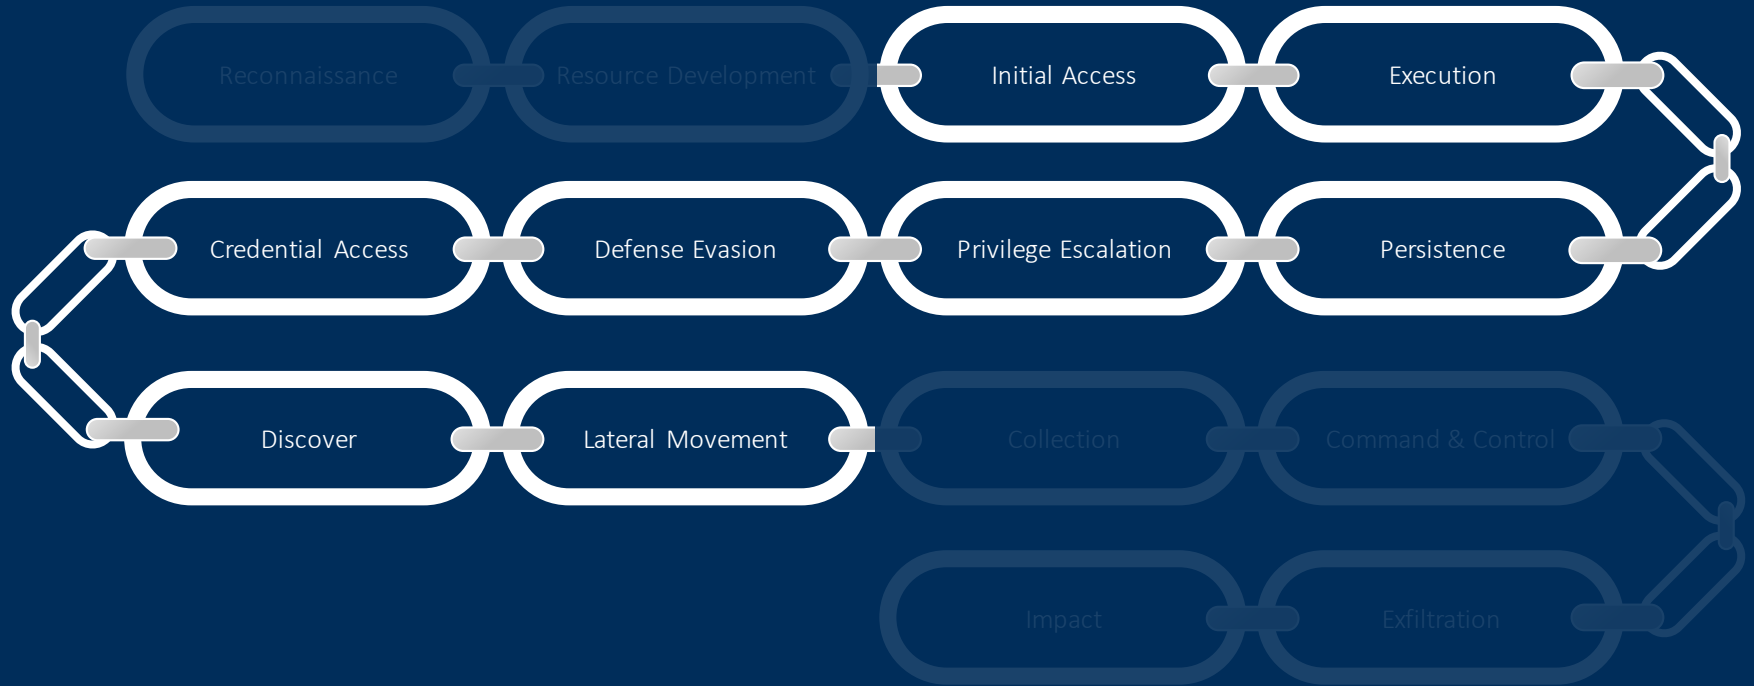 Reconnaissance
Resource Development
Initial Access
Execution
Credential Access
Defense Evasion
Privilege Escalation
Persistence
Discover
Lateral Movement
Collection
Command & Control
Impact
Exfiltration